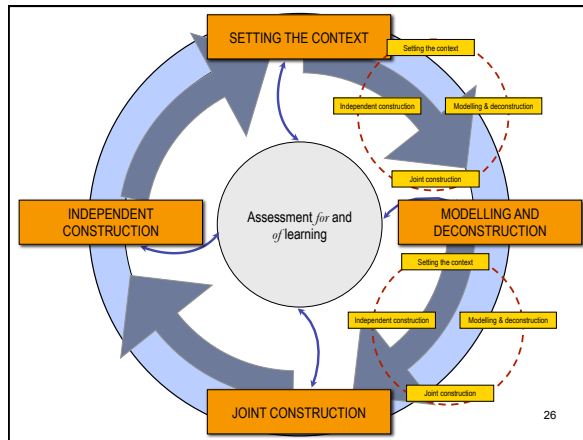 SETTING THE CONTEXT
Setting the context
Independent construction
Modelling & deconstruction
Joint construction
INDEPENDENT
CONSTRUCTION
Assessment for and
of learning
MODELLING AND
DECONSTRUCTION
Setting the context
Independent construction
Modelling & deconstruction
Joint construction
JOINT CONSTRUCTION
26